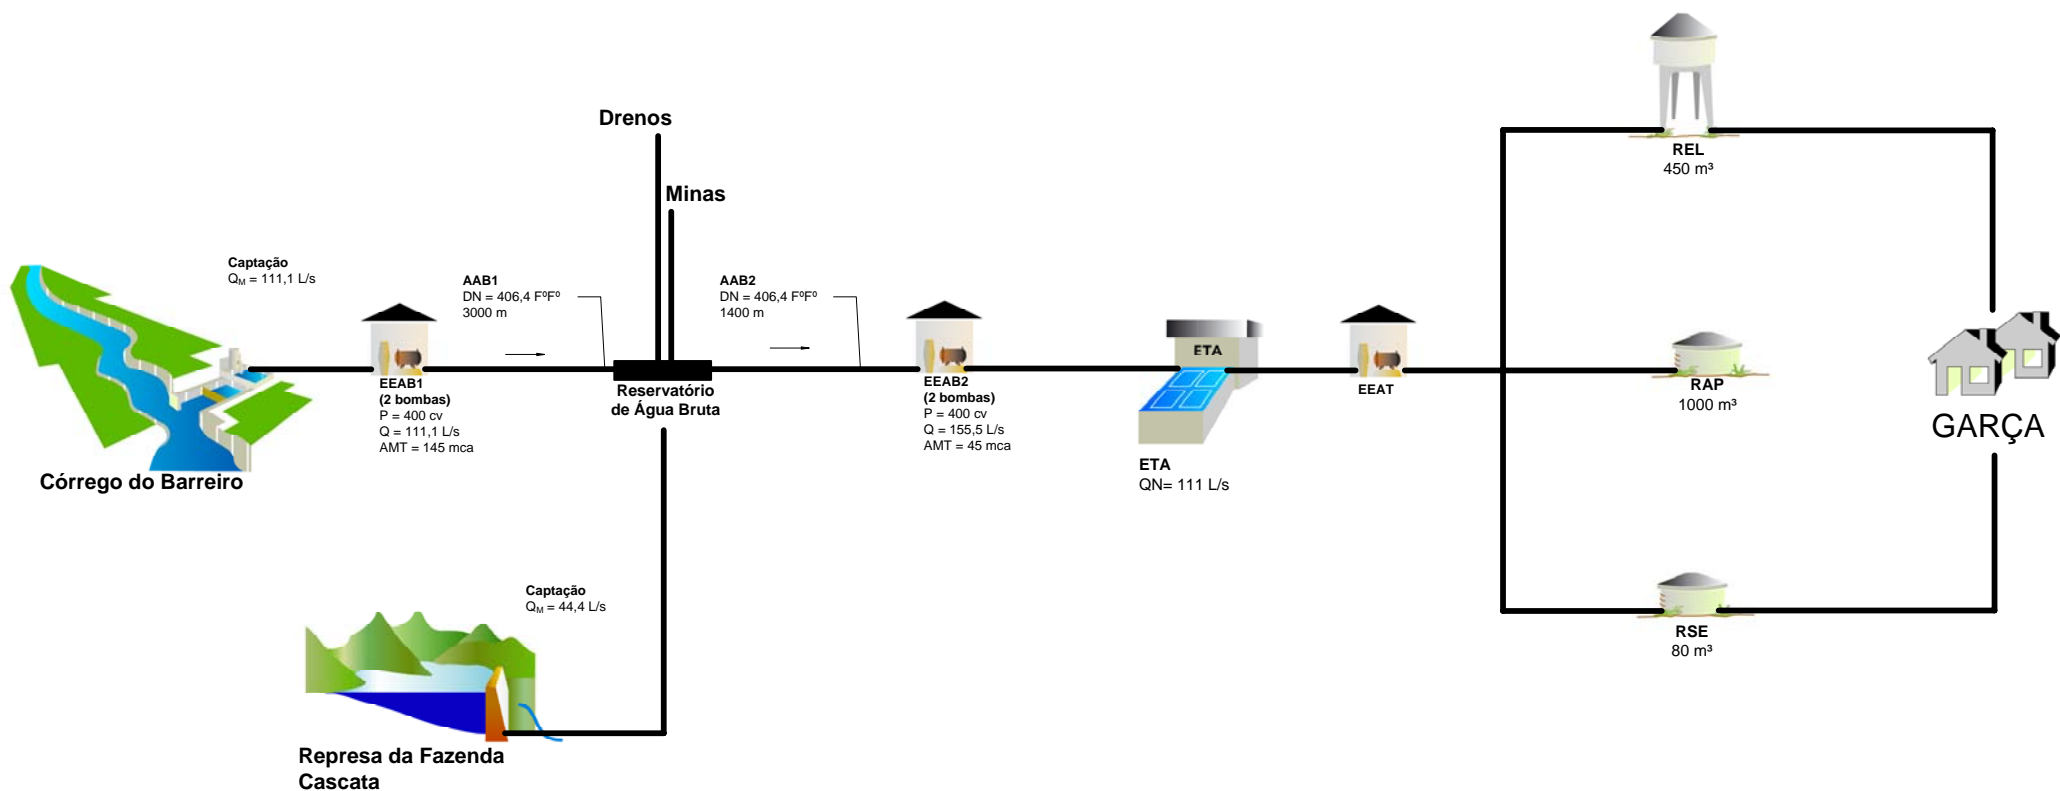 Drenos
Minas
Captação
QM = 111,1 L/s
AAB1
DN = 406,4 FºFº
3000 m
AAB2
DN = 406,4 FºFº
1400 m
EEAB1
(2 bombas)
P = 400 cv
Q = 111,1 L/s
AMT = 145 mca
Reservatório
de Água Bruta
EEAB2
(2 bombas)
P = 400 cv
Q = 155,5 L/s
AMT = 45 mca
ETA
ETA
QN= 111 L/s
EEAT
REL
450 m³
RAP
1000 m³
RSE
80 m³
GARÇA
Córrego do Barreiro
Captação
QM = 44,4 L/s
Represa da Fazenda
Cascata